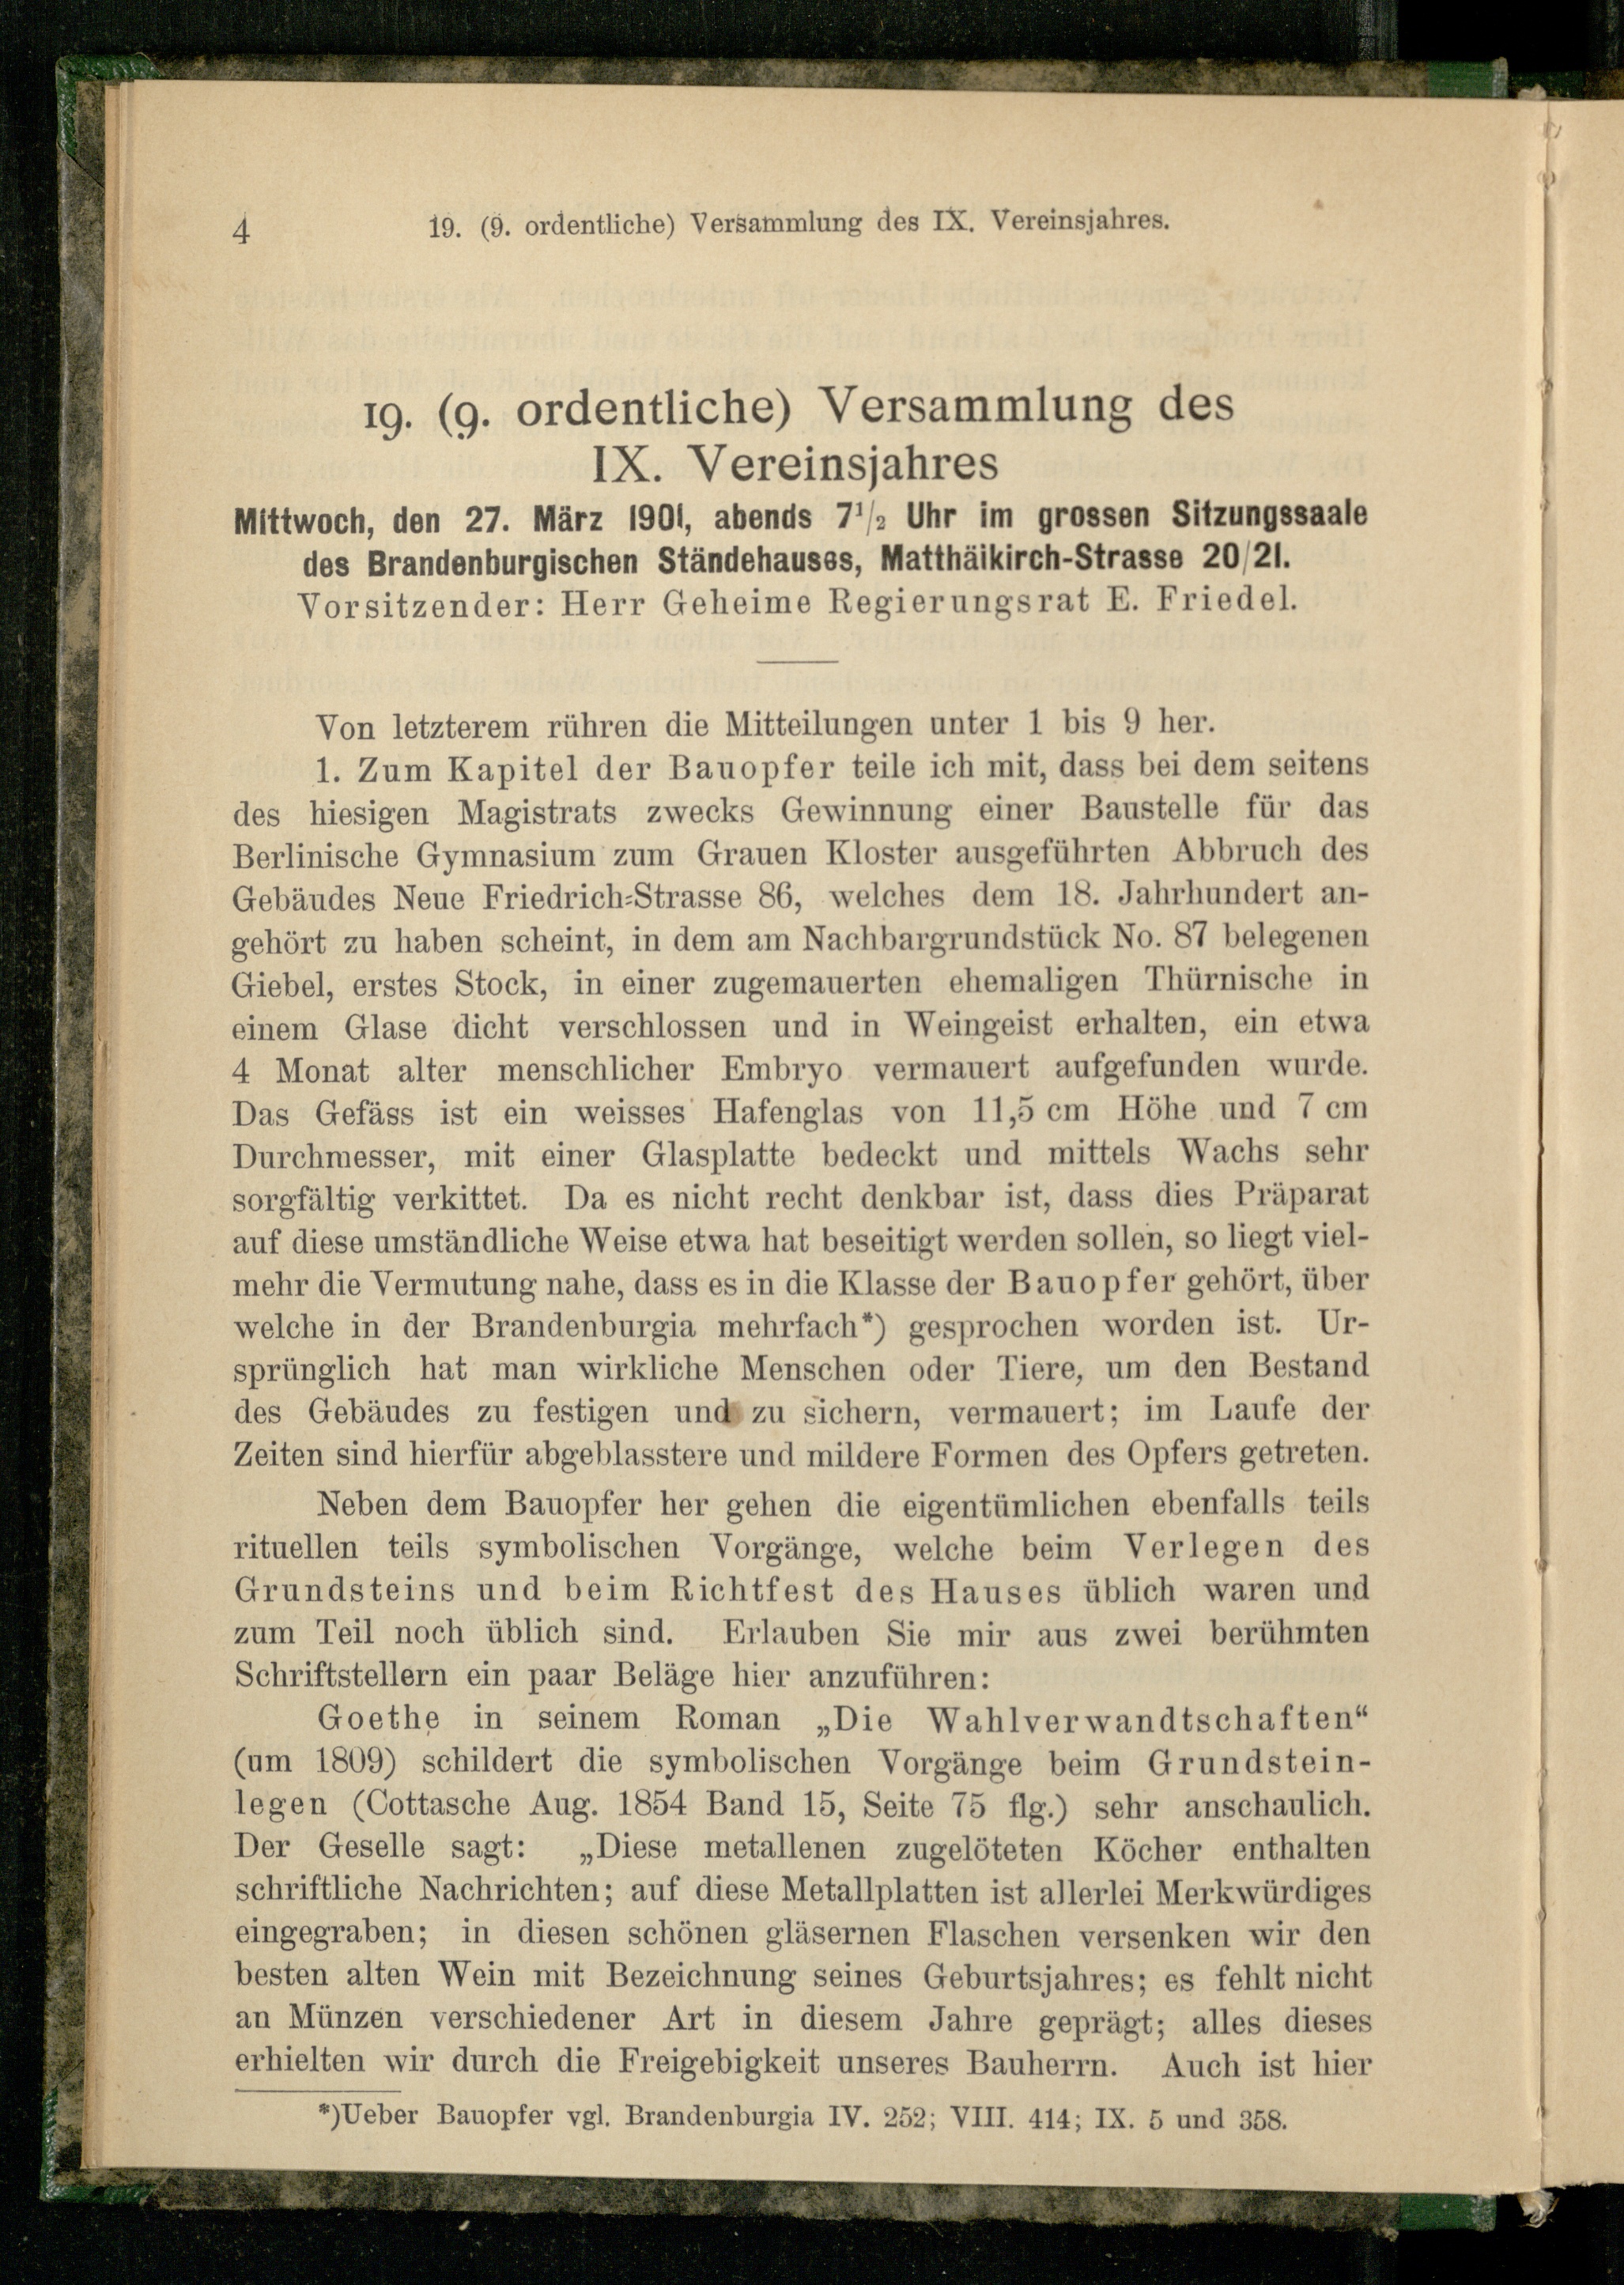 4 19. (9. ordentliche) Versammlung des IX. Vereinsjahres.
19. (9. ordentliche) Versammlung des
IX. Vereinsjahres
Mittwoch, den 27. März 1901, abends 7¹/₂ Uhr im grossen Sitzungssaale
des Brandenburgischen Ständehauses, Matthäikirch-Strasse 20/21.
Vorsitzender: Herr Geheime Regierungsrat E. Friedel.
Von letzterem rühren die Mitteilungen unter 1 bis 9 her.
1. Zum Kapitel der Bauopfer teile ich mit, dass bei dem seitens
des hiesigen Magistrats zwecks Gewinnung einer Baustelle für das
Berlinische Gymnasium zum Grauen Kloster ausgeführten Abbruch des
Gebäudes Neue Friedrich-Strasse 86, welches dem 18. Jahrhundert an-
gehört zu haben scheint, in dem am Nachbargrundstück No. 87 belegenen
Giebel, erstes Stock, in einer zugemauerten ehemaligen Thürnische in
einem Glase dicht verschlossen und in Weingeist erhalten, ein etwa
4 Monat alter menschlicher Embryo vermauert aufgefunden wurde.
Das Gefäss ist ein weisses Hafenglas von 11,5 cm Höhe und 7 cm
Durchmesser, mit einer Glasplatte bedeckt und mittels Wachs sehr
sorgfältig verkittet. Da es nicht recht denkbar ist, dass dies Präparat
auf diese umständliche Weise etwa hat beseitigt werden sollen, so liegt viel-
mehr die Vermutung nahe, dass es in die Klasse der Bauopfer gehört, über
welche in der Brandenburgia mehrfach*) gesprochen worden ist. Ur-
sprünglich hat man wirkliche Menschen oder Tiere, um den Bestand
des Gebäudes zu festigen und zu sichern, vermauert; im Laufe der
Zeiten sind hierfür abgeblasstere und mildere Formen des Opfers getreten.
Neben dem Bauopfer her gehen die eigentümlichen ebenfalls teils
rituellen teils symbolischen Vorgänge, welche beim Verlegen des
Grundsteins und beim Richtfest des Hauses üblich waren und
zum Teil noch üblich sind. Erlauben Sie mir aus zwei berühmten
Schriftstellern ein paar Beläge hier anzuführen:
Goethe in seinem Roman „Die Wahlverwandtschaften“
(um 1809) schildert die symbolischen Vorgänge beim Grundstein-
legen (Cottasche Aug. 1854 Band 15, Seite 75 flg.) sehr anschaulich.
Der Geselle sagt: „Diese metallenen zugelöteten Köcher enthalten
schriftliche Nachrichten; auf diese Metallplatten ist allerlei Merkwürdiges
eingegraben; in diesen schönen gläsernen Flaschen versenken wir den
besten alten Wein mit Bezeichnung seines Geburtsjahres; es fehlt nicht
an Münzen verschiedener Art in diesem Jahre geprägt; alles dieses
erhielten wir durch die Freigebigkeit unseres Bauherrn. Auch ist hier
*)Ueber Bauopfer vgl. Brandenburgia IV. 252; VIII. 414; IX. 5 und 358.